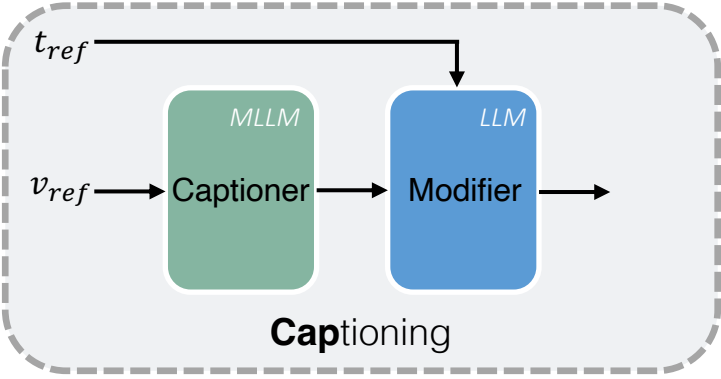 t_ref
MLLM
LLM
v_ref
Captioner
Modifier
Captioning